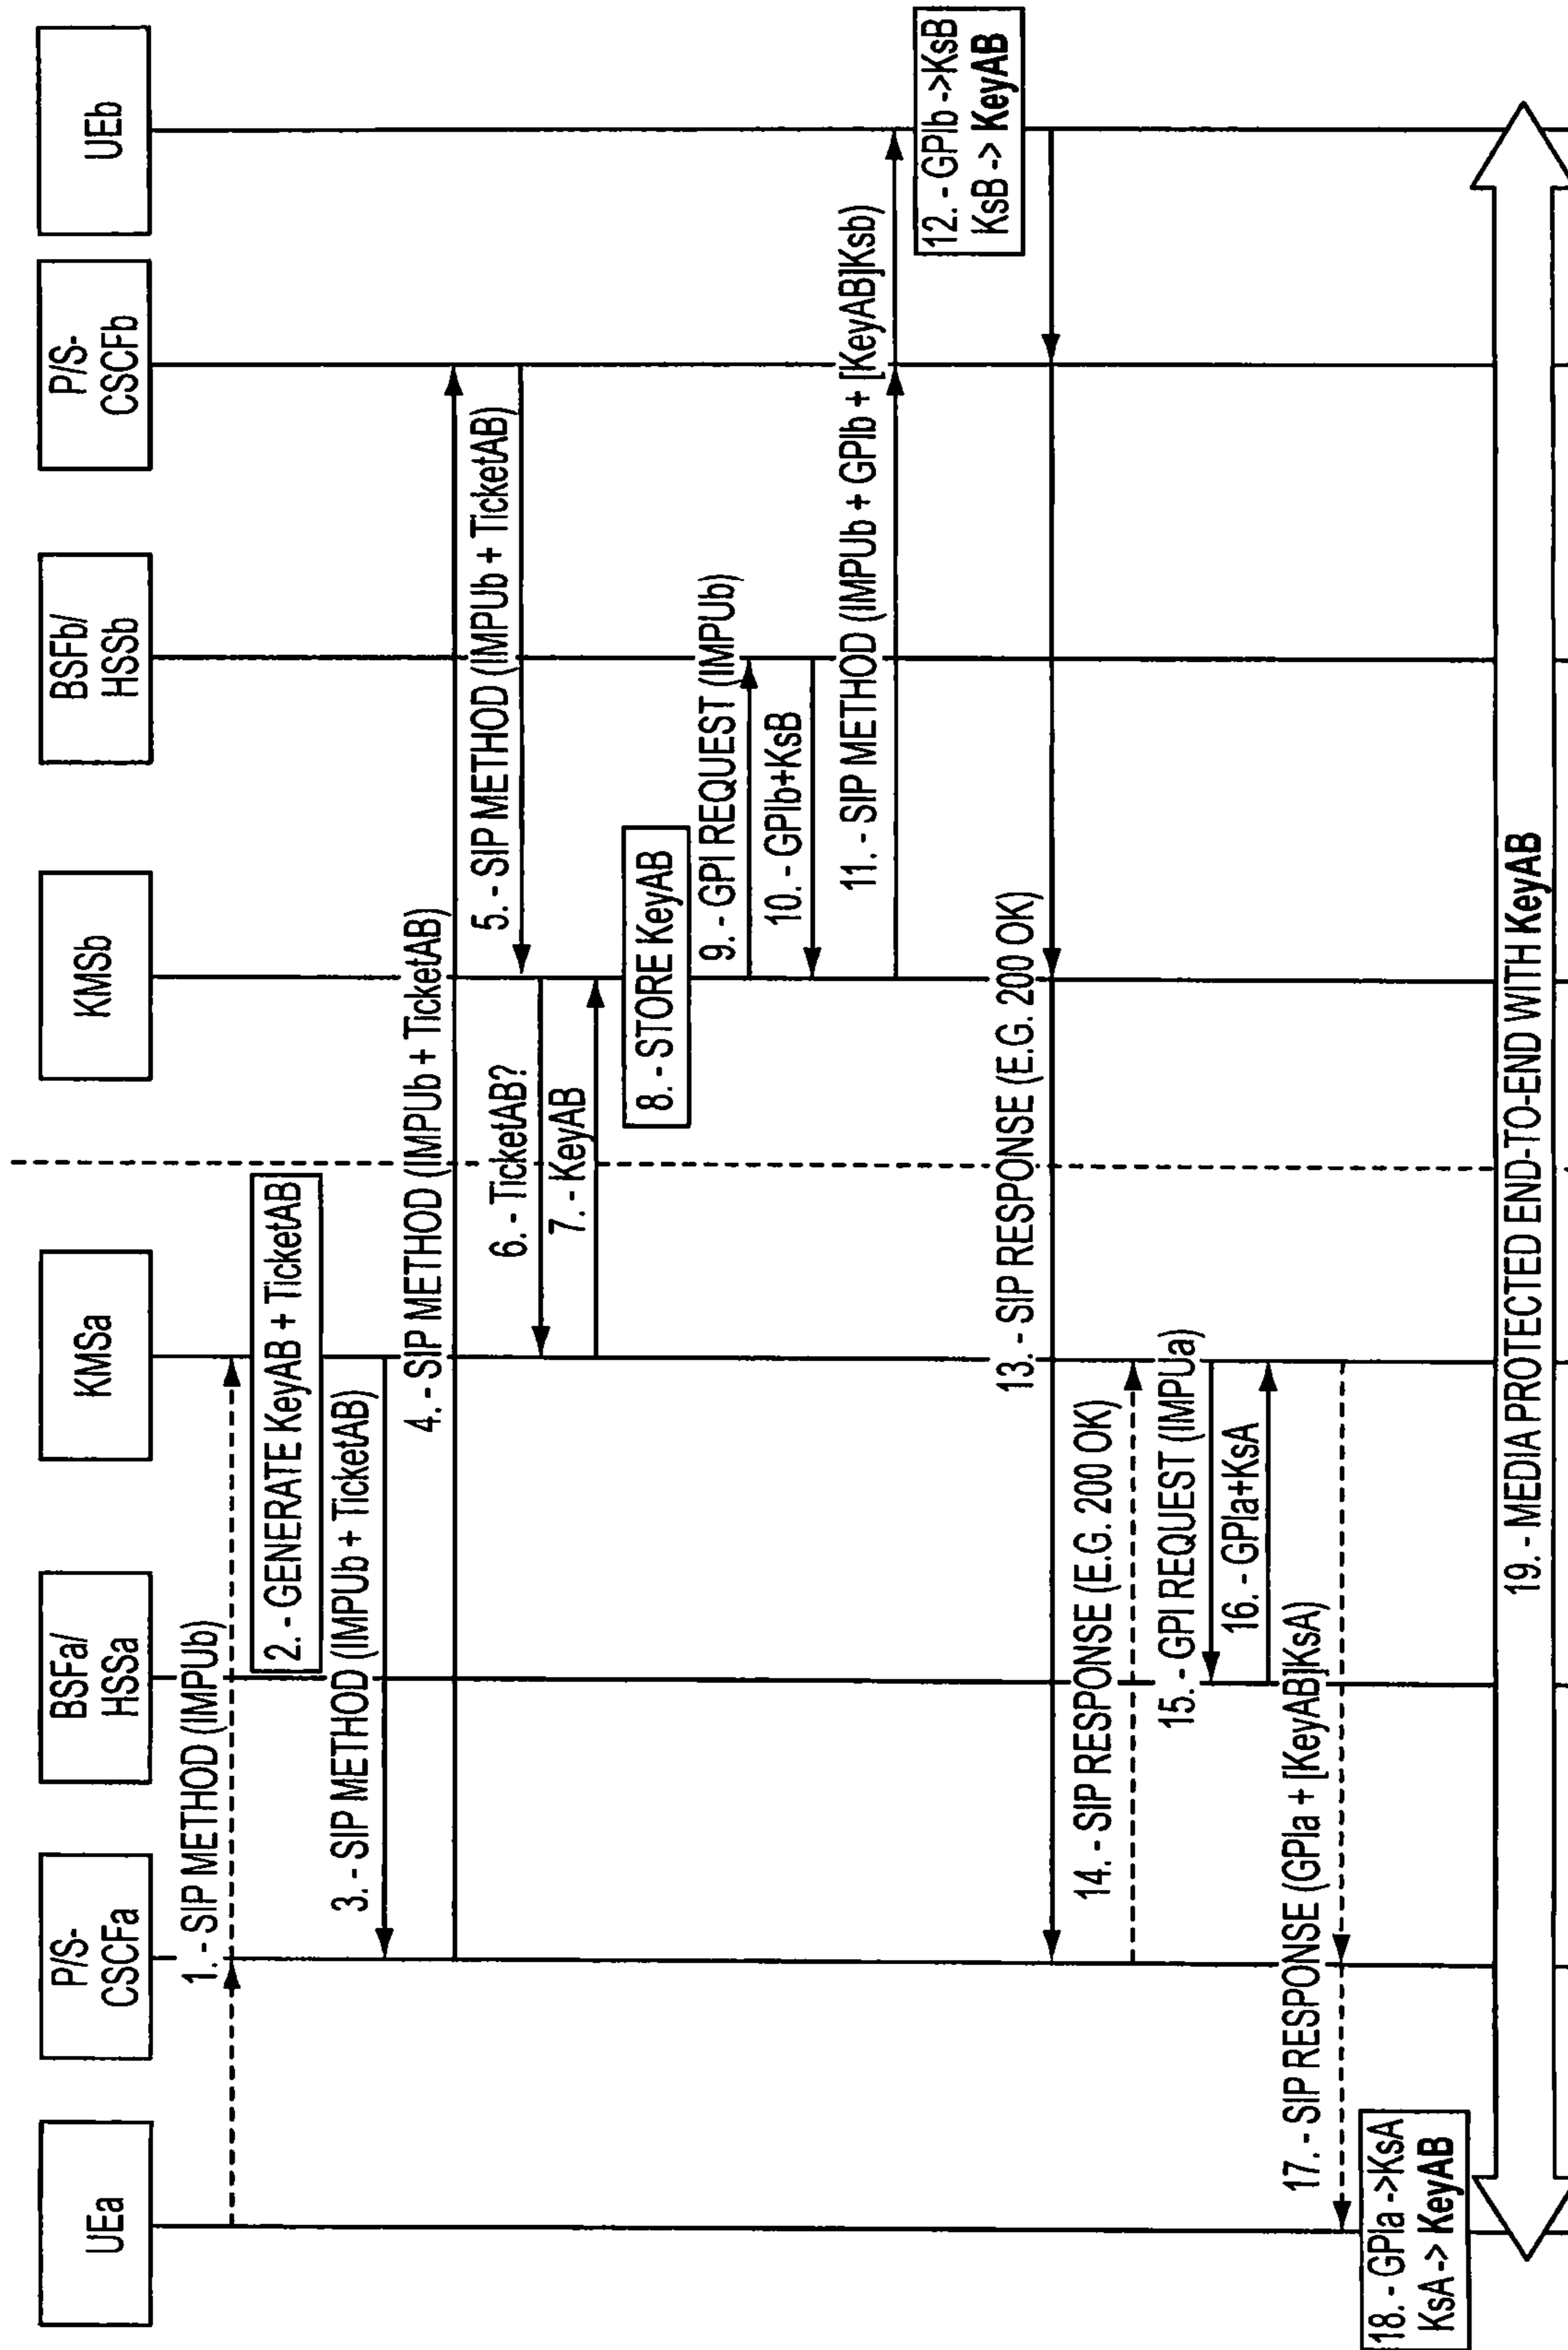 UEa
P/S-
CSCFa
BSFa/
HSSa
KMSa
KMSb
BSFb/
HSSb
P/S-
CSCFb
UEb
1. - SIP METHOD (IMPUb)
2. - GENERATE KeyAB + TicketAB
3. - SIP METHOD (IMPUb + TicketAB)
4. - SIP METHOD (IMPUb + TicketAB)
5. - SIP METHOD (IMPUb + TicketAB)
6. - TicketAB?
7. - KeyAB
8. - STORE KeyAB
9. - GPI REQUEST (IMPUb)
10. - GPIb+KsB
11. - SIP METHOD (IMPUb + GPIb + [KeyAB]Ksb)
12. - GPIb ->KsB
KsB -> KeyAB
13. - SIP RESPONSE (E.G. 200 OK)
14. - SIP RESPONSE (E.G. 200 OK)
15. - GPI REQUEST (IMPUa)
16. - GPIa+KsA
17. - SIP RESPONSE (GPIa + [KeyAB]KsA)
18. - GPIa ->KsA
KsA -> KeyAB
19. - MEDIA PROTECTED END-TO-END WITH KeyAB